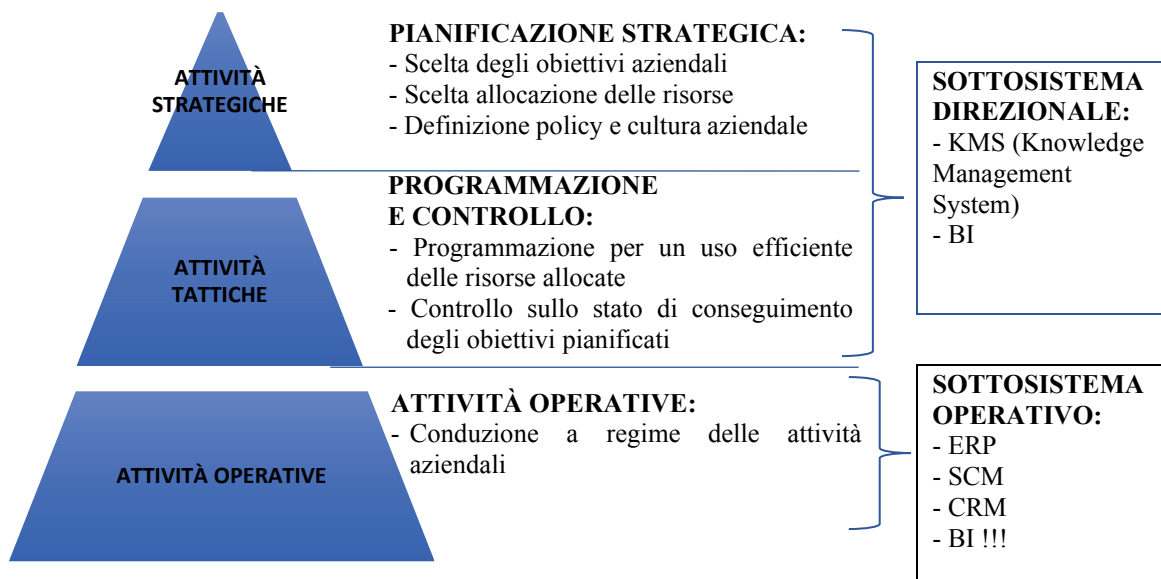 ATTIVITÀ
STRATEGICHE
PIANIFICAZIONE STRATEGICA:
- Scelta degli obiettivi aziendali
- Scelta allocazione delle risorse
- Definizione policy e cultura aziendale
ATTIVITÀ
TATTICHE
PROGRAMMAZIONE
E CONTROLLO:
- Programmazione per un uso efficiente
delle risorse allocate
- Controllo sullo stato di conseguimento
degli obiettivi pianificati
SOTTOSISTEMA
DIREZIONALE:
- KMS (Knowledge
Management
System)
- BI
ATTIVITÀ OPERATIVE
ATTIVITÀ OPERATIVE:
- Conduzione a regime delle attività
aziendali
SOTTOSISTEMA
OPERATIVO:
- ERP
- SCM
- CRM
- BI !!!